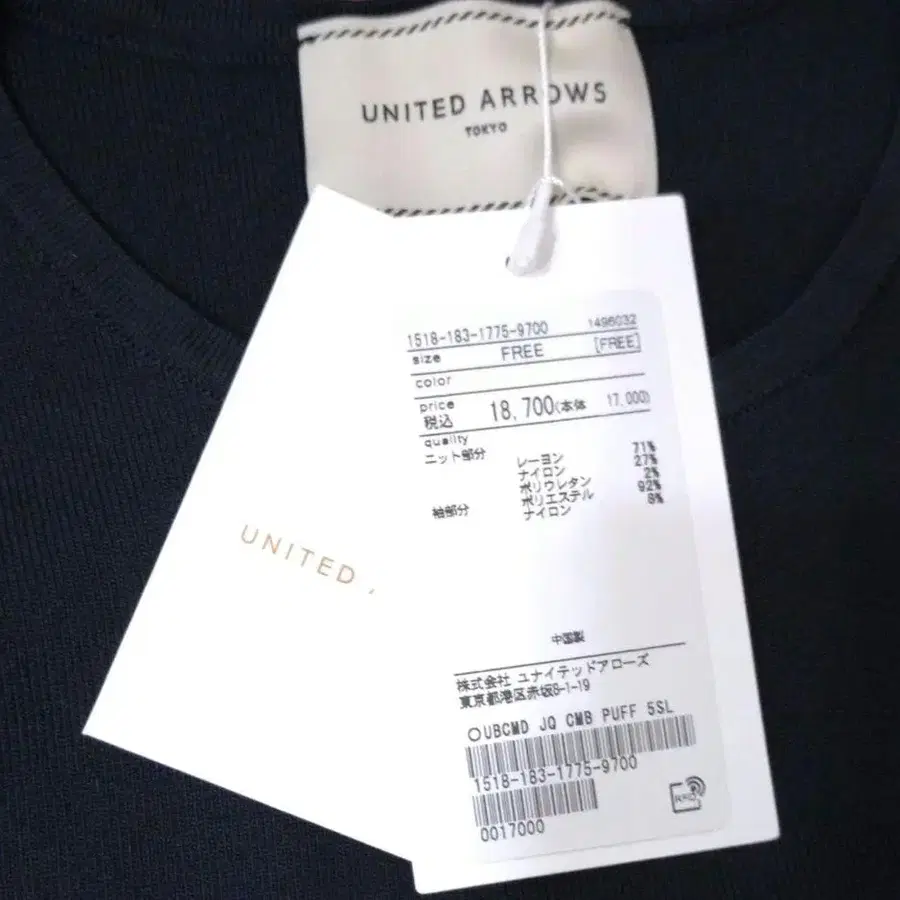 UNITED ARROWS
TOKYO
1518-183-1775-9700 1496032
size FREE [FREE]
color
price 18,700(本体 17,000)
税込
quality
ニット部分 レーヨン 71%
ナイロン 27%
ポリウレタン 2%
袖部分 ポリエステル 92%
ナイロン 8%
中国製
株式会社 ユナイテッドアローズ
東京都港区赤坂8-1-19
○UBCMD JQ CMB PUFF 5SL
1518-183-1775-9700
0017000
UNITED